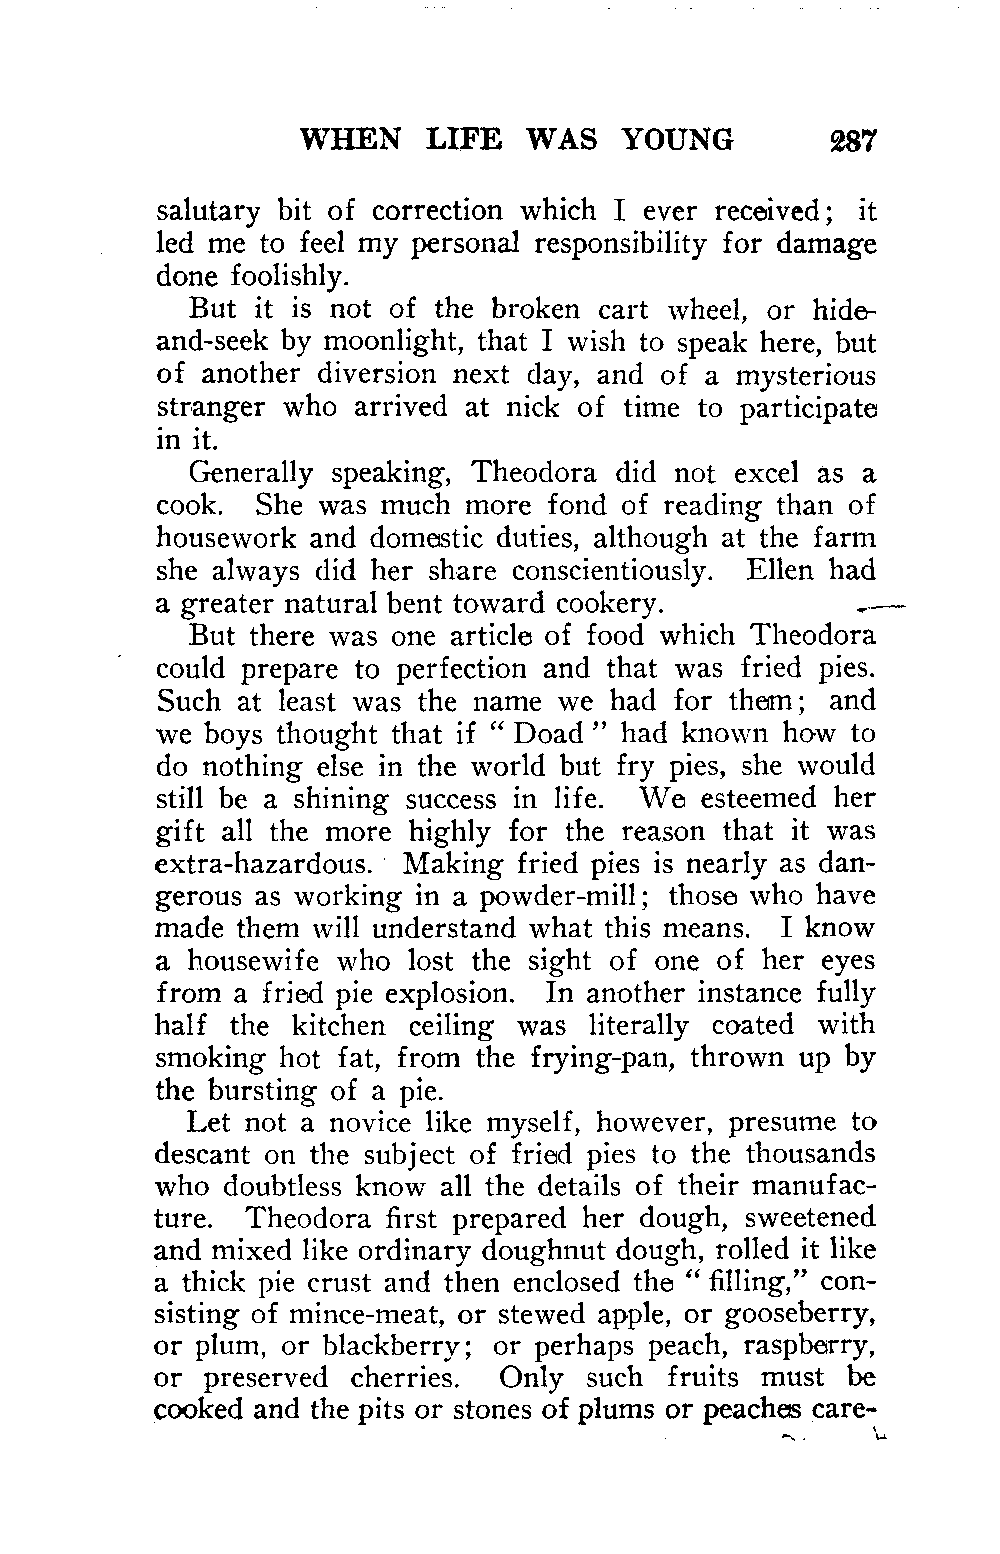 WHEN LIFE WAS YOUNG 287
salutary bit of correction which I ever received; it
led me to feel my personal responsibility for damage
done foolishly.
But it is not of the broken cart wheel, or hide-
and-seek by moonlight, that I wish to speak here, but
of another diversion next day, and of a mysterious
stranger who arrived at nick of time to participate
in it.
Generally speaking, Theodora did not excel as a
cook. She was much more fond of reading than of
housework and domestic duties, although at the farm
she always did her share conscientiously. Ellen had
a greater natural bent toward cookery.
But there was one article of food which Theodora
could prepare to perfection and that was fried pies.
Such at least was the name we had for them; and
we boys thought that if “ Doad ” had known how to
do nothing else in the world but fry pies, she would
still be a shining success in life. We esteemed her
gift all the more highly for the reason that it was
extra-hazardous. Making fried pies is nearly as dan-
gerous as working in a powder-mill; those who have
made them will understand what this means. I know
a housewife who lost the sight of one of her eyes
from a fried pie explosion. In another instance fully
half the kitchen ceiling was literally coated with
smoking hot fat, from the frying-pan, thrown up by
the bursting of a pie.
Let not a novice like myself, however, presume to
descant on the subject of fried pies to the thousands
who doubtless know all the details of their manufac-
ture. Theodora first prepared her dough, sweetened
and mixed like ordinary doughnut dough, rolled it like
a thick pie crust and then enclosed the “ filling,” con-
sisting of mince-meat, or stewed apple, or gooseberry,
or plum, or blackberry; or perhaps peach, raspberry,
or preserved cherries. Only such fruits must be
cooked and the pits or stones of plums or peaches care-